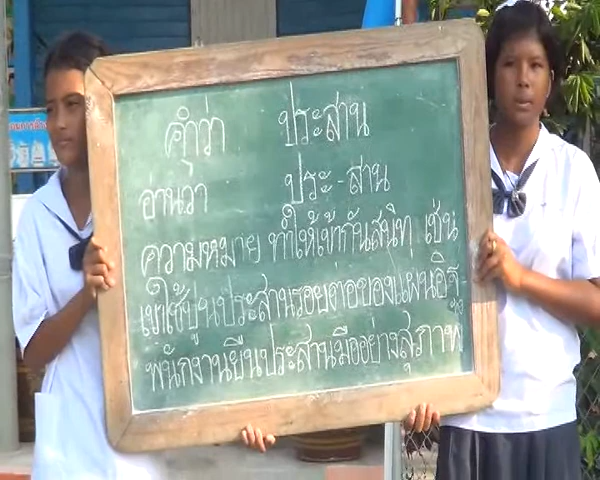 คำว่า ประสาน
อ่านว่า ประ-สาน
ความหมาย ทำให้เข้ากันสนิท เช่น
เขาใช้ปูนประสานรอยต่อของแผ่นอิฐ,
พนักงานยืนประสานมืออย่างสุภาพ